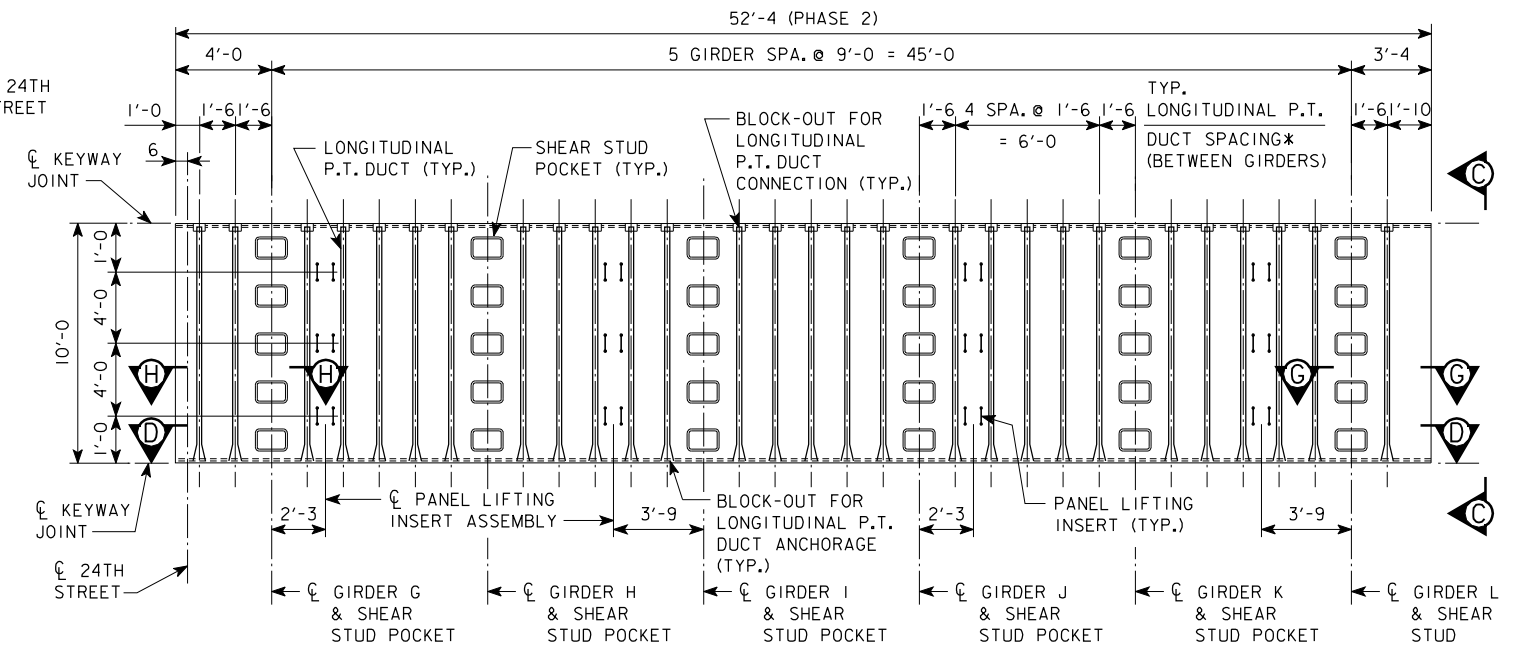 52'-4 (PHASE 2)
4'-0
5 GIRDER SPA. @ 9'-0 = 45'-0
3'-4
24TH
REET
1'-0
1'-6
1'-6
1'-6
4 SPA. @ 1'-6
= 6'-0
1'-6
TYP.
LONGITUDINAL P.T.
DUCT SPACING*
(BETWEEN GIRDERS)
1'-6
1'-10
6
℄ KEYWAY
JOINT
LONGITUDINAL
P.T. DUCT (TYP.)
SHEAR STUD
POCKET (TYP.)
BLOCK-OUT FOR
LONGITUDINAL
P.T. DUCT
CONNECTION (TYP.)
C
10'-0
1'-0
4'-0
4'-0
1'-0
H
H
G
G
D
D
℄ KEYWAY
JOINT
℄ 24TH
STREET
2'-3
℄ PANEL LIFTING
INSERT ASSEMBLY
3'-9
BLOCK-OUT FOR
LONGITUDINAL P.T.
DUCT ANCHORAGE
(TYP.)
2'-3
PANEL LIFTING
INSERT (TYP.)
3'-9
C
℄ GIRDER G
& SHEAR
STUD POCKET
℄ GIRDER H
& SHEAR
STUD POCKET
℄ GIRDER I
& SHEAR
STUD POCKET
℄ GIRDER J
& SHEAR
STUD POCKET
℄ GIRDER K
& SHEAR
STUD POCKET
℄ GIRDER L
& SHEAR
STUD